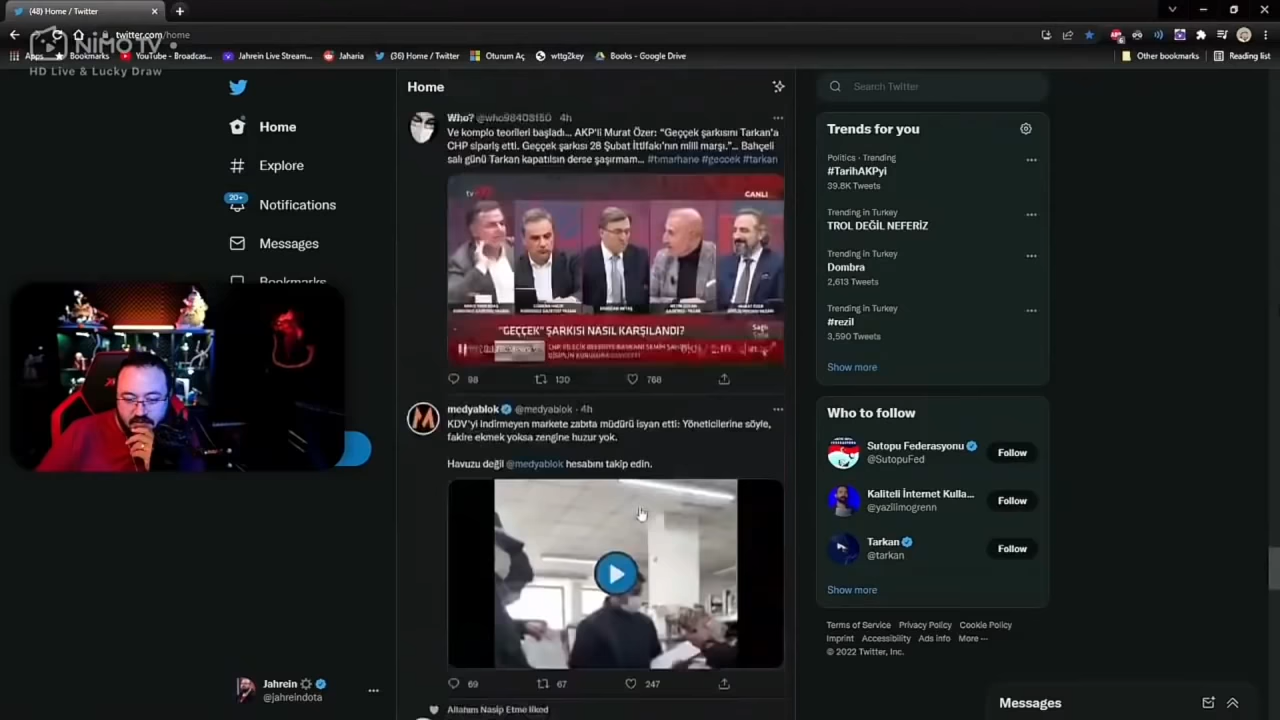 (48) Home / Twitter
twitter.com/home
NiMO TV
HD Live & Lucky Draw
Apps
Bookmarks
YouTube - Broadcas...
Jahrein Live Stream...
Jaharia
(36) Home / Twitter
Oturum Aç
wttg2key
Books - Google Drive
Other bookmarks
Reading list
Home
Explore
20+
Notifications
Messages
Bookmarks
Jahrein
@jahreindota
Home
Who? @who98408150 4h
Ve komplo teorileri başladı... AKP'li Murat Özer: "Geççek şarkısını Tarkan'a
CHP sipariş etti. Geççek şarkısı 28 Şubat İttifakı'nın milli marşı."... Bahçeli
salı günü Tarkan kapatılsın derse şaşırmam... #tımarhane #geccek #tarkan
CANLI
"GEÇÇEK" ŞARKISI NASIL KARŞILANDI?
98
130
766
medyablok @medyablok · 4h
KDV'yi indirmeyen markete zabıta müdürü isyan etti: Yöneticilerine söyle,
fakire ekmek yoksa zengine huzur yok.
Havuzu değil @medyablok hesabını takip edin.
69
67
247
Allahım Nasip Etme liked
Search Twitter
Trends for you
Politics · Trending
#TarihAKPyi
39.8K Tweets
Trending in Turkey
TROL DEĞİL NEFERİZ
Trending in Turkey
Dombra
2,613 Tweets
Trending in Turkey
#rezil
3,590 Tweets
Show more
Who to follow
Sutopu Federasyonu
@SutopuFed
Follow
Kaliteli İnternet Kulla...
@yazilimogrenn
Follow
Tarkan
@tarkan
Follow
Show more
Terms of Service Privacy Policy Cookie Policy
Imprint Accessibility Ads info More ···
© 2022 Twitter, Inc.
Messages